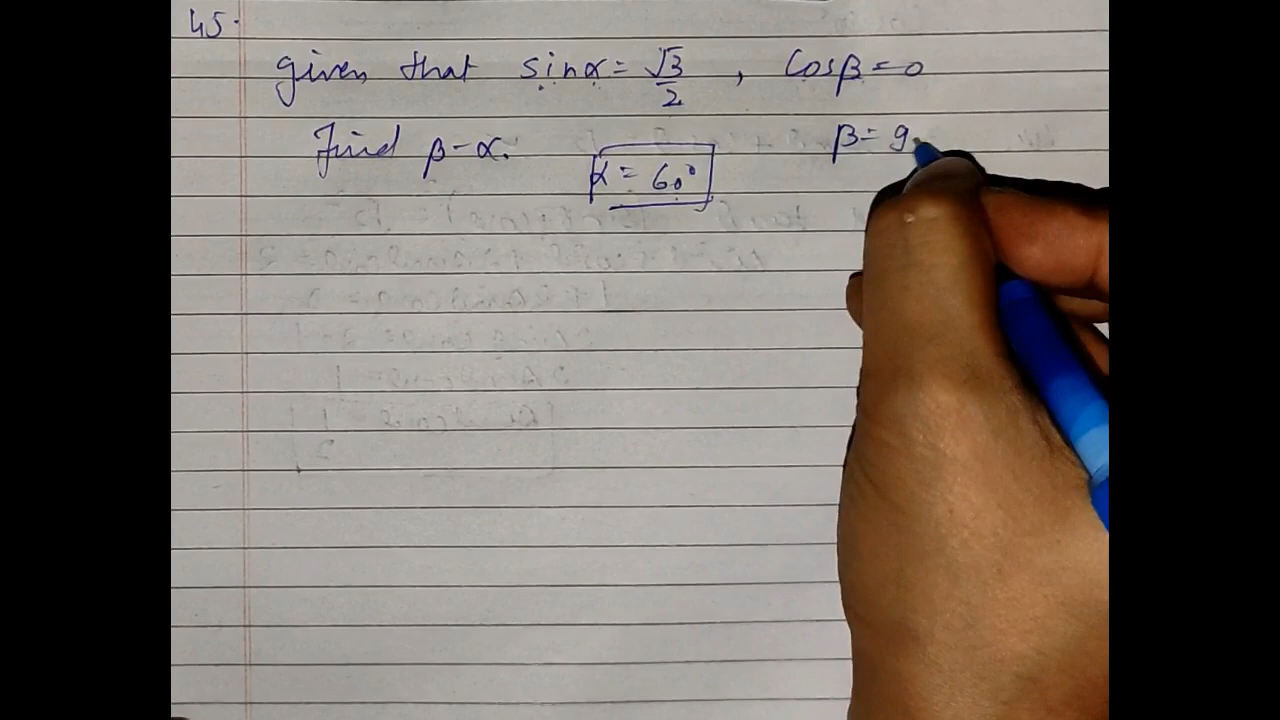 45.
Given that sinα = √3/2 , Cosβ = 0
Find β-α.
α = 60°
β = 9